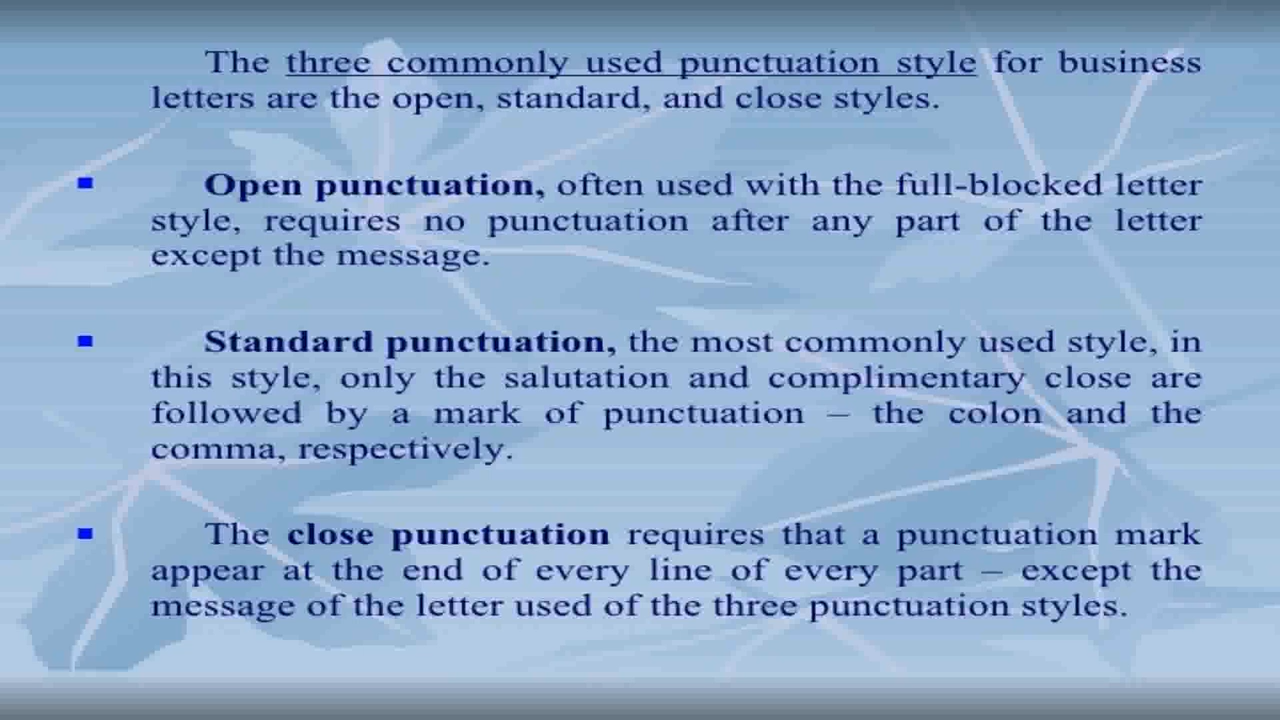 The three commonly used punctuation style for business
letters are the open, standard, and close styles.
Open punctuation, often used with the full-blocked letter
style, requires no punctuation after any part of the letter
except the message.
Standard punctuation, the most commonly used style, in
this style, only the salutation and complimentary close are
followed by a mark of punctuation – the colon and the
comma, respectively.
The close punctuation requires that a punctuation mark
appear at the end of every line of every part – except the
message of the letter used of the three punctuation styles.